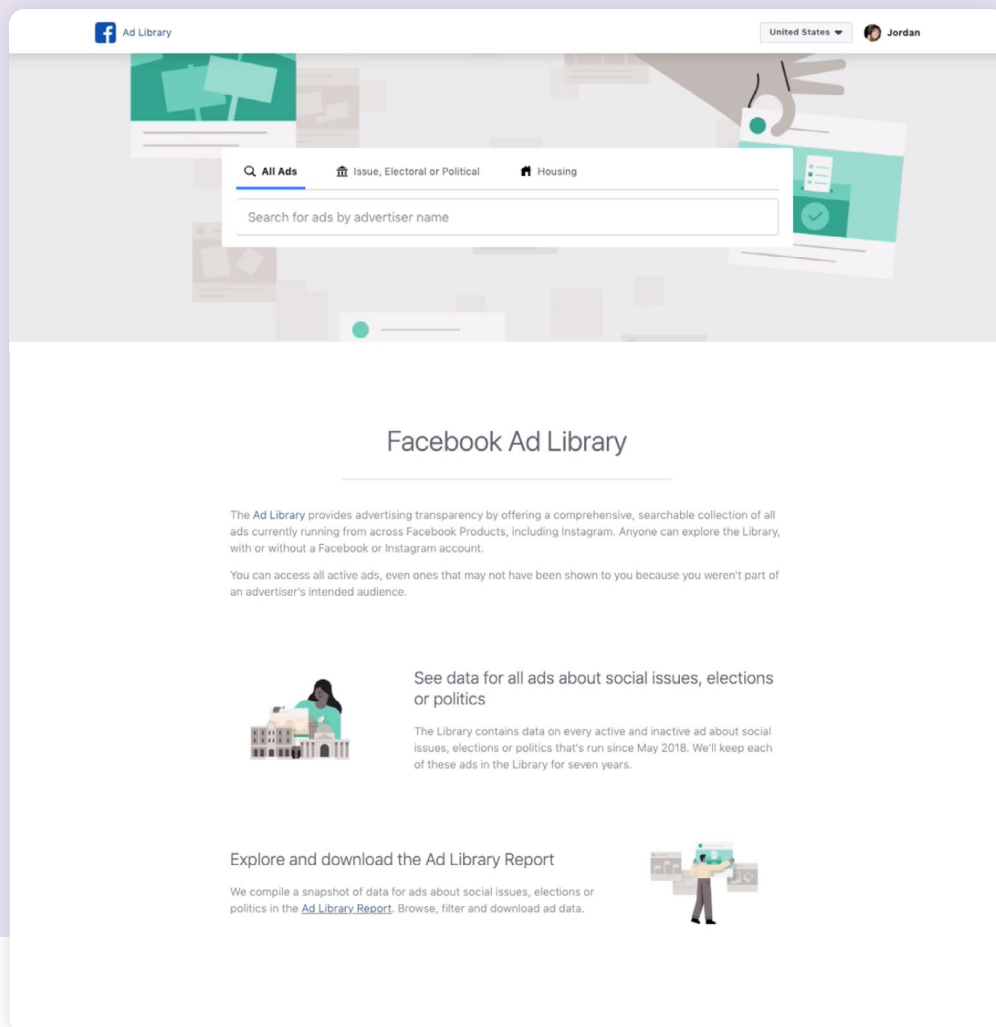 Ad Library
United States
Jordan
All Ads
Issue, Electoral or Political
Housing
Search for ads by advertiser name
Facebook Ad Library
The Ad Library provides advertising transparency by offering a comprehensive, searchable collection of all
ads currently running from across Facebook Products, including Instagram. Anyone can explore the Library,
with or without a Facebook or Instagram account.
You can access all active ads, even ones that may not have been shown to you because you weren't part of
an advertiser's intended audience.
See data for all ads about social issues, elections
or politics
The Library contains data on every active and inactive ad about social
issues, elections or politics that's run since May 2018. We'll keep each
of these ads in the Library for seven years.
Explore and download the Ad Library Report
We compile a snapshot of data for ads about social issues, elections or
politics in the Ad Library Report. Browse, filter and download ad data.